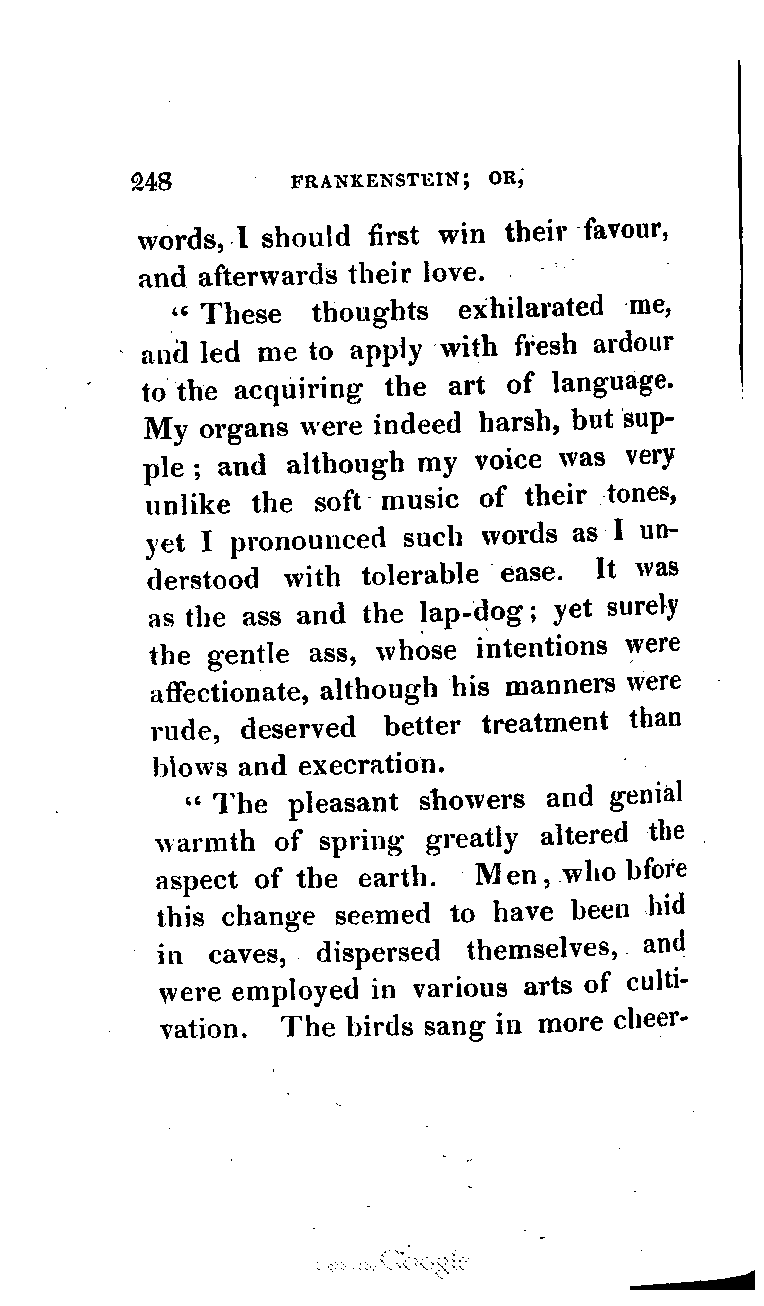 248 FRANKENSTEIN; OR,
words, I should first win their favour,
and afterwards their love.
“ These thoughts exhilarated me,
and led me to apply with fresh ardour
to the acquiring the art of language.
My organs were indeed harsh, but sup-
ple ; and although my voice was very
unlike the soft music of their tones,
yet I pronounced such words as I un-
derstood with tolerable ease. It was
as the ass and the lap-dog; yet surely
the gentle ass, whose intentions were
affectionate, although his manners were
rude, deserved better treatment than
blows and execration.
“ The pleasant showers and genial
warmth of spring greatly altered the
aspect of the earth. Men, who bfore
this change seemed to have been hid
in caves, dispersed themselves, and
were employed in various arts of culti-
vation. The birds sang in more cheer-
Google